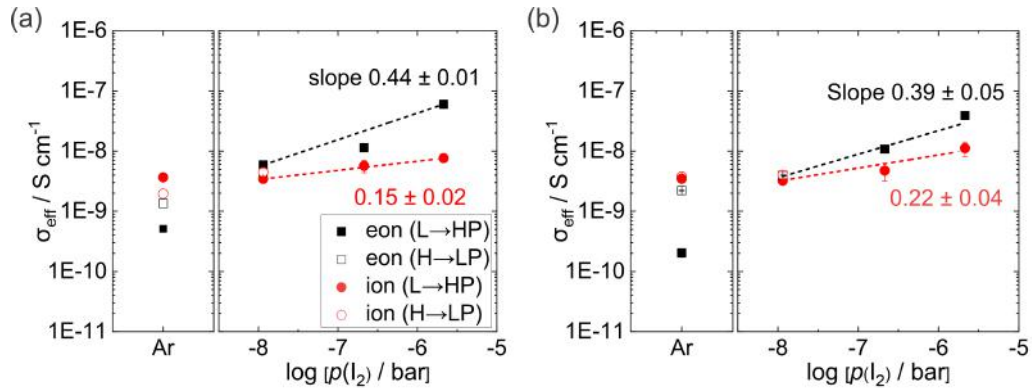 (a)
1E-6
1E-7
1E-8
1E-9
1E-10
1E-11
σeff / S cm⁻¹
Ar
slope 0.44 ± 0.01
0.15 ± 0.02
eon (L→HP)
eon (H→LP)
ion (L→HP)
ion (H→LP)
-8
-7
-6
-5
log [p(I₂) / bar]
(b)
1E-6
1E-7
1E-8
1E-9
1E-10
1E-11
σeff / S cm⁻¹
Ar
Slope 0.39 ± 0.05
0.22 ± 0.04
-8
-7
-6
-5
log [p(I₂) / bar]